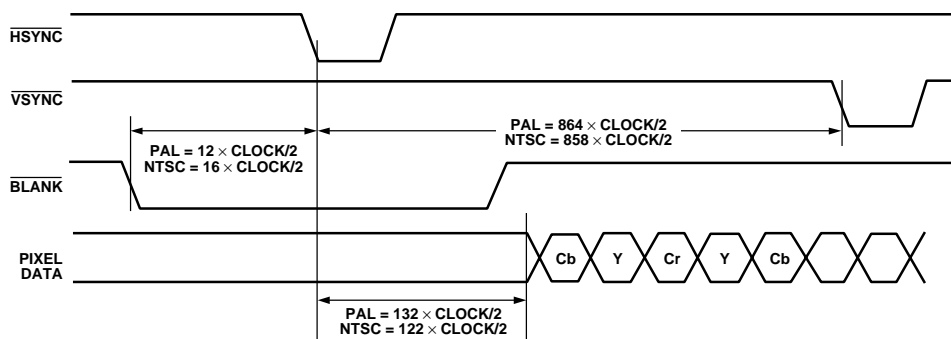 HSYNC
VSYNC
PAL = 864 × CLOCK/2
NTSC = 858 × CLOCK/2
PAL = 12 × CLOCK/2
NTSC = 16 × CLOCK/2
BLANK
PIXEL
DATA
Cb Y Cr Y Cb
PAL = 132 × CLOCK/2
NTSC = 122 × CLOCK/2